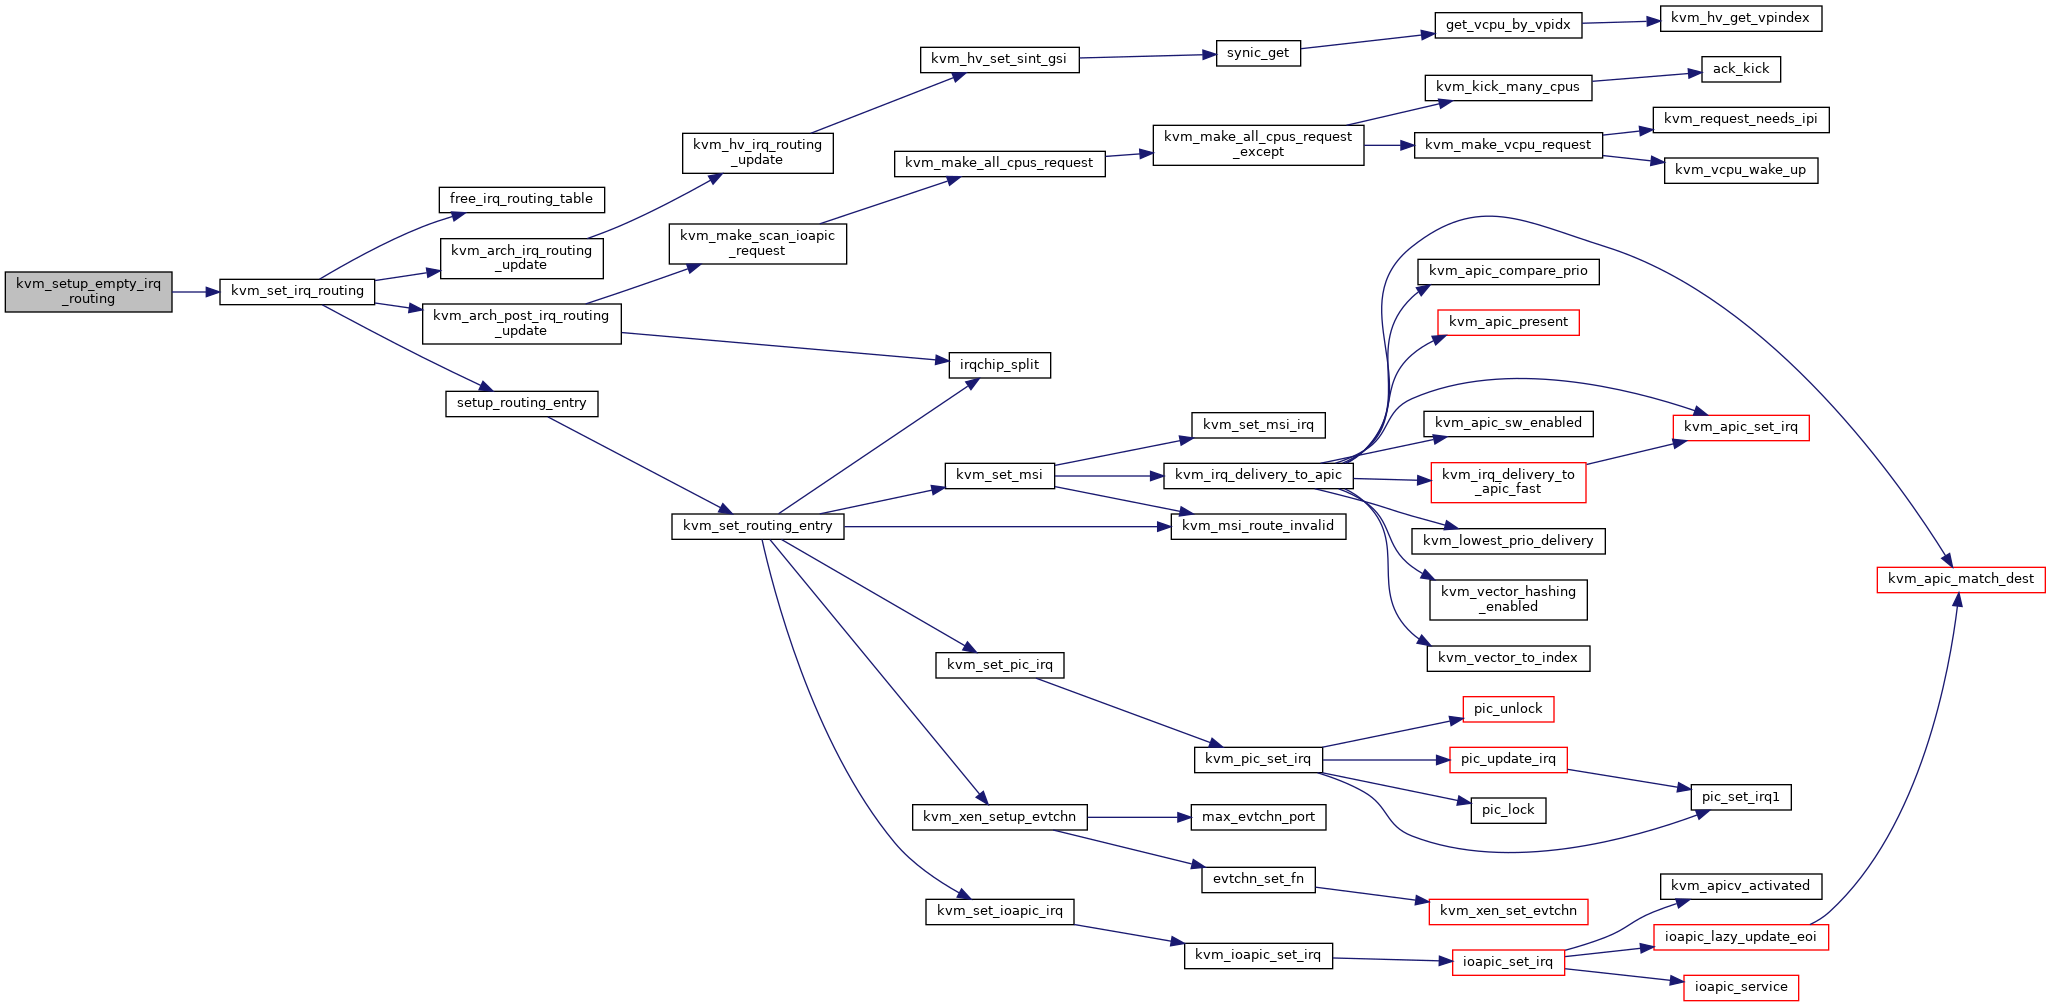 kvm_setup_empty_irq
_routing
kvm_set_irq_routing
free_irq_routing_table
kvm_arch_irq_routing
_update
kvm_arch_post_irq_routing
_update
setup_routing_entry
kvm_hv_irq_routing
_update
kvm_make_scan_ioapic
_request
kvm_set_routing_entry
kvm_hv_set_sint_gsi
kvm_make_all_cpus_request
irqchip_split
kvm_set_msi
kvm_set_pic_irq
kvm_xen_setup_evtchn
kvm_set_ioapic_irq
synic_get
kvm_make_all_cpus_request
_except
kvm_set_msi_irq
kvm_irq_delivery_to_apic
kvm_msi_route_invalid
kvm_pic_set_irq
max_evtchn_port
evtchn_set_fn
kvm_ioapic_set_irq
get_vcpu_by_vpidx
kvm_kick_many_cpus
kvm_make_vcpu_request
kvm_apic_compare_prio
kvm_apic_present
kvm_apic_sw_enabled
kvm_irq_delivery_to
_apic_fast
kvm_lowest_prio_delivery
kvm_vector_hashing
_enabled
kvm_vector_to_index
pic_unlock
pic_update_irq
pic_lock
kvm_xen_set_evtchn
ioapic_set_irq
kvm_hv_get_vpindex
ack_kick
kvm_request_needs_ipi
kvm_vcpu_wake_up
kvm_apic_set_irq
pic_set_irq1
kvm_apicv_activated
ioapic_lazy_update_eoi
ioapic_service
kvm_apic_match_dest